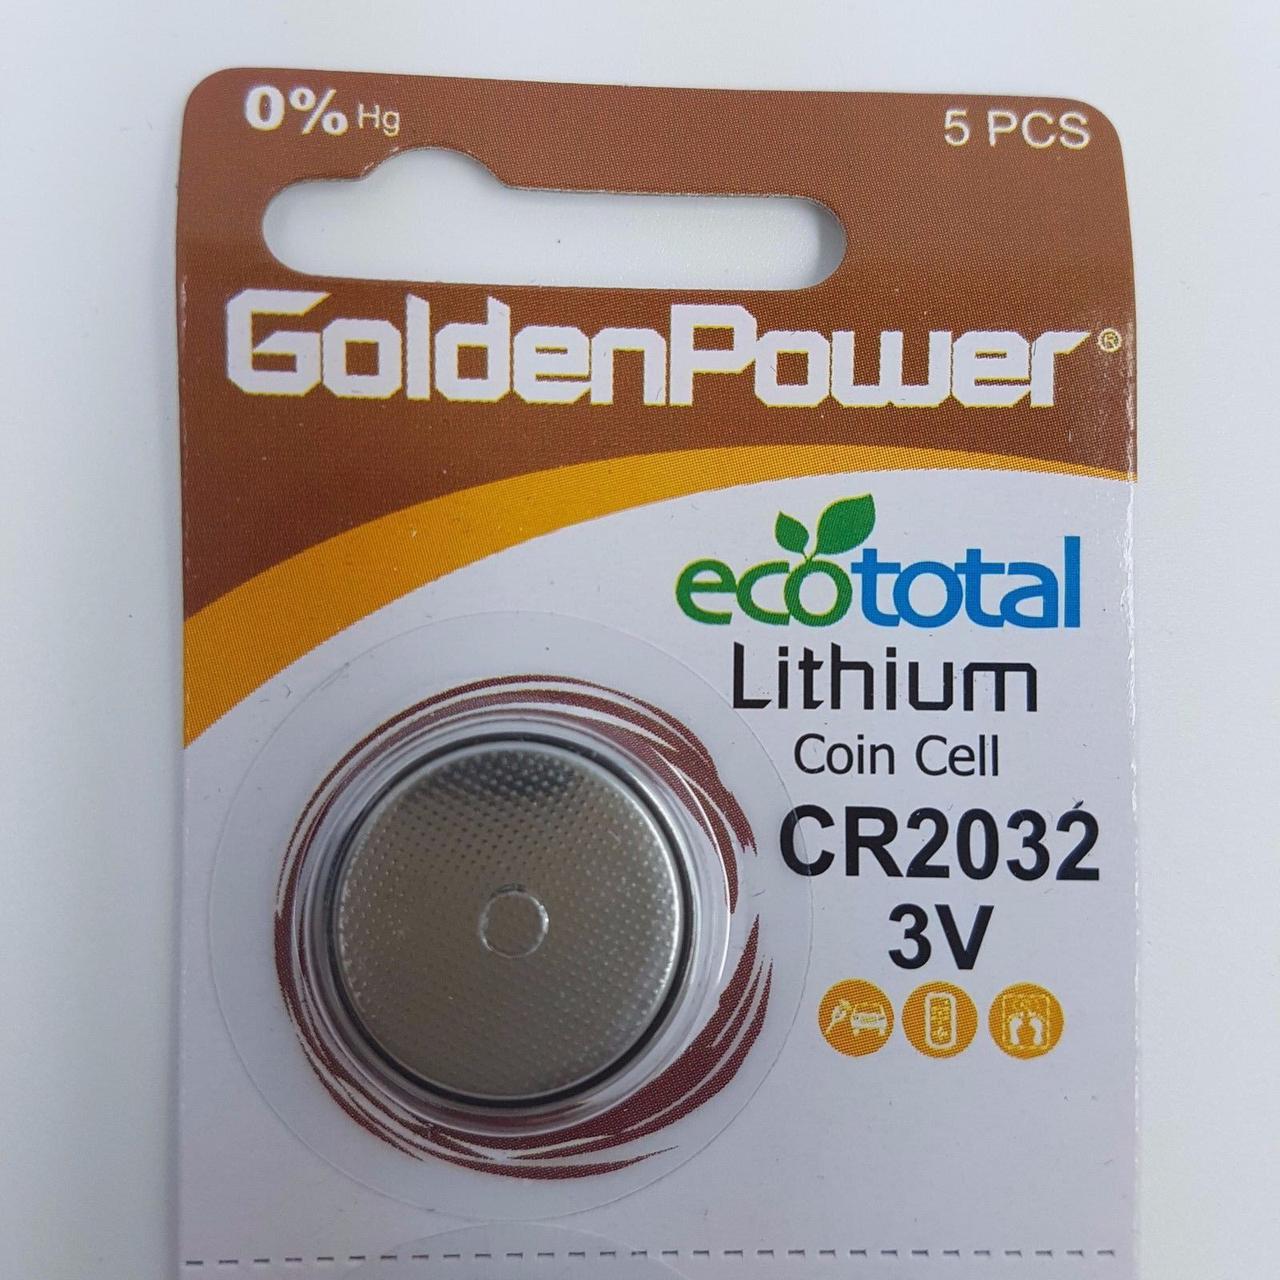 0% Hg
5 PCS
GoldenPower®
ecototal
Lithium
Coin Cell
CR2032
3V